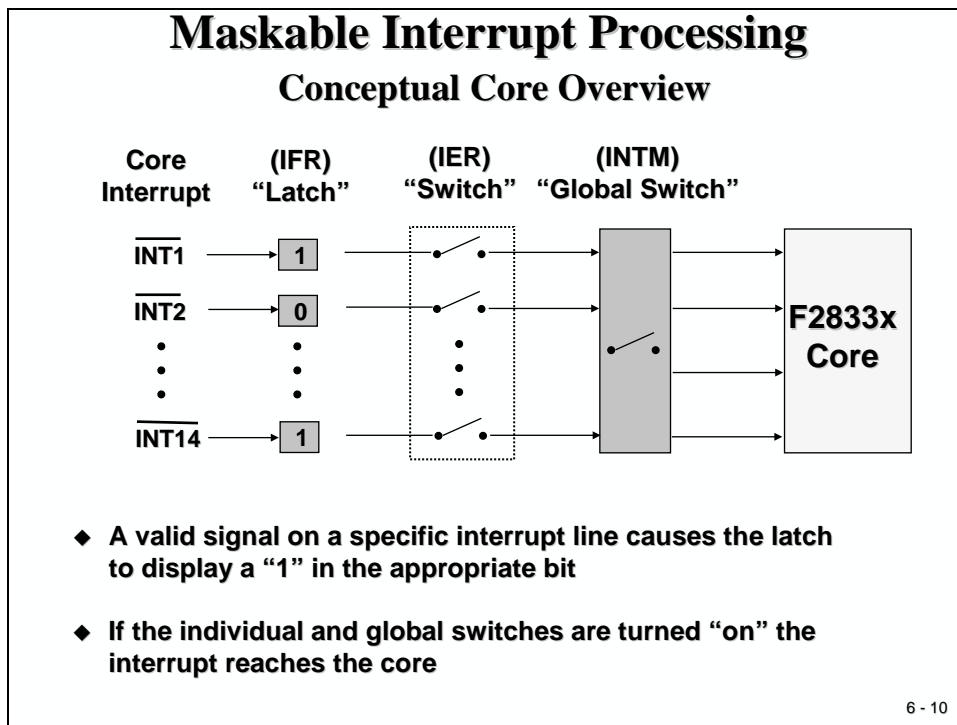 Maskable Interrupt Processing
Conceptual Core Overview
Core
Interrupt
(IFR)
“Latch”
(IER)
“Switch”
(INTM)
“Global Switch”
INT1
1
INT2
0
INT14
1
F2833x
Core
◆ A valid signal on a specific interrupt line causes the latch
to display a “1” in the appropriate bit
◆ If the individual and global switches are turned “on” the
interrupt reaches the core
6 - 10